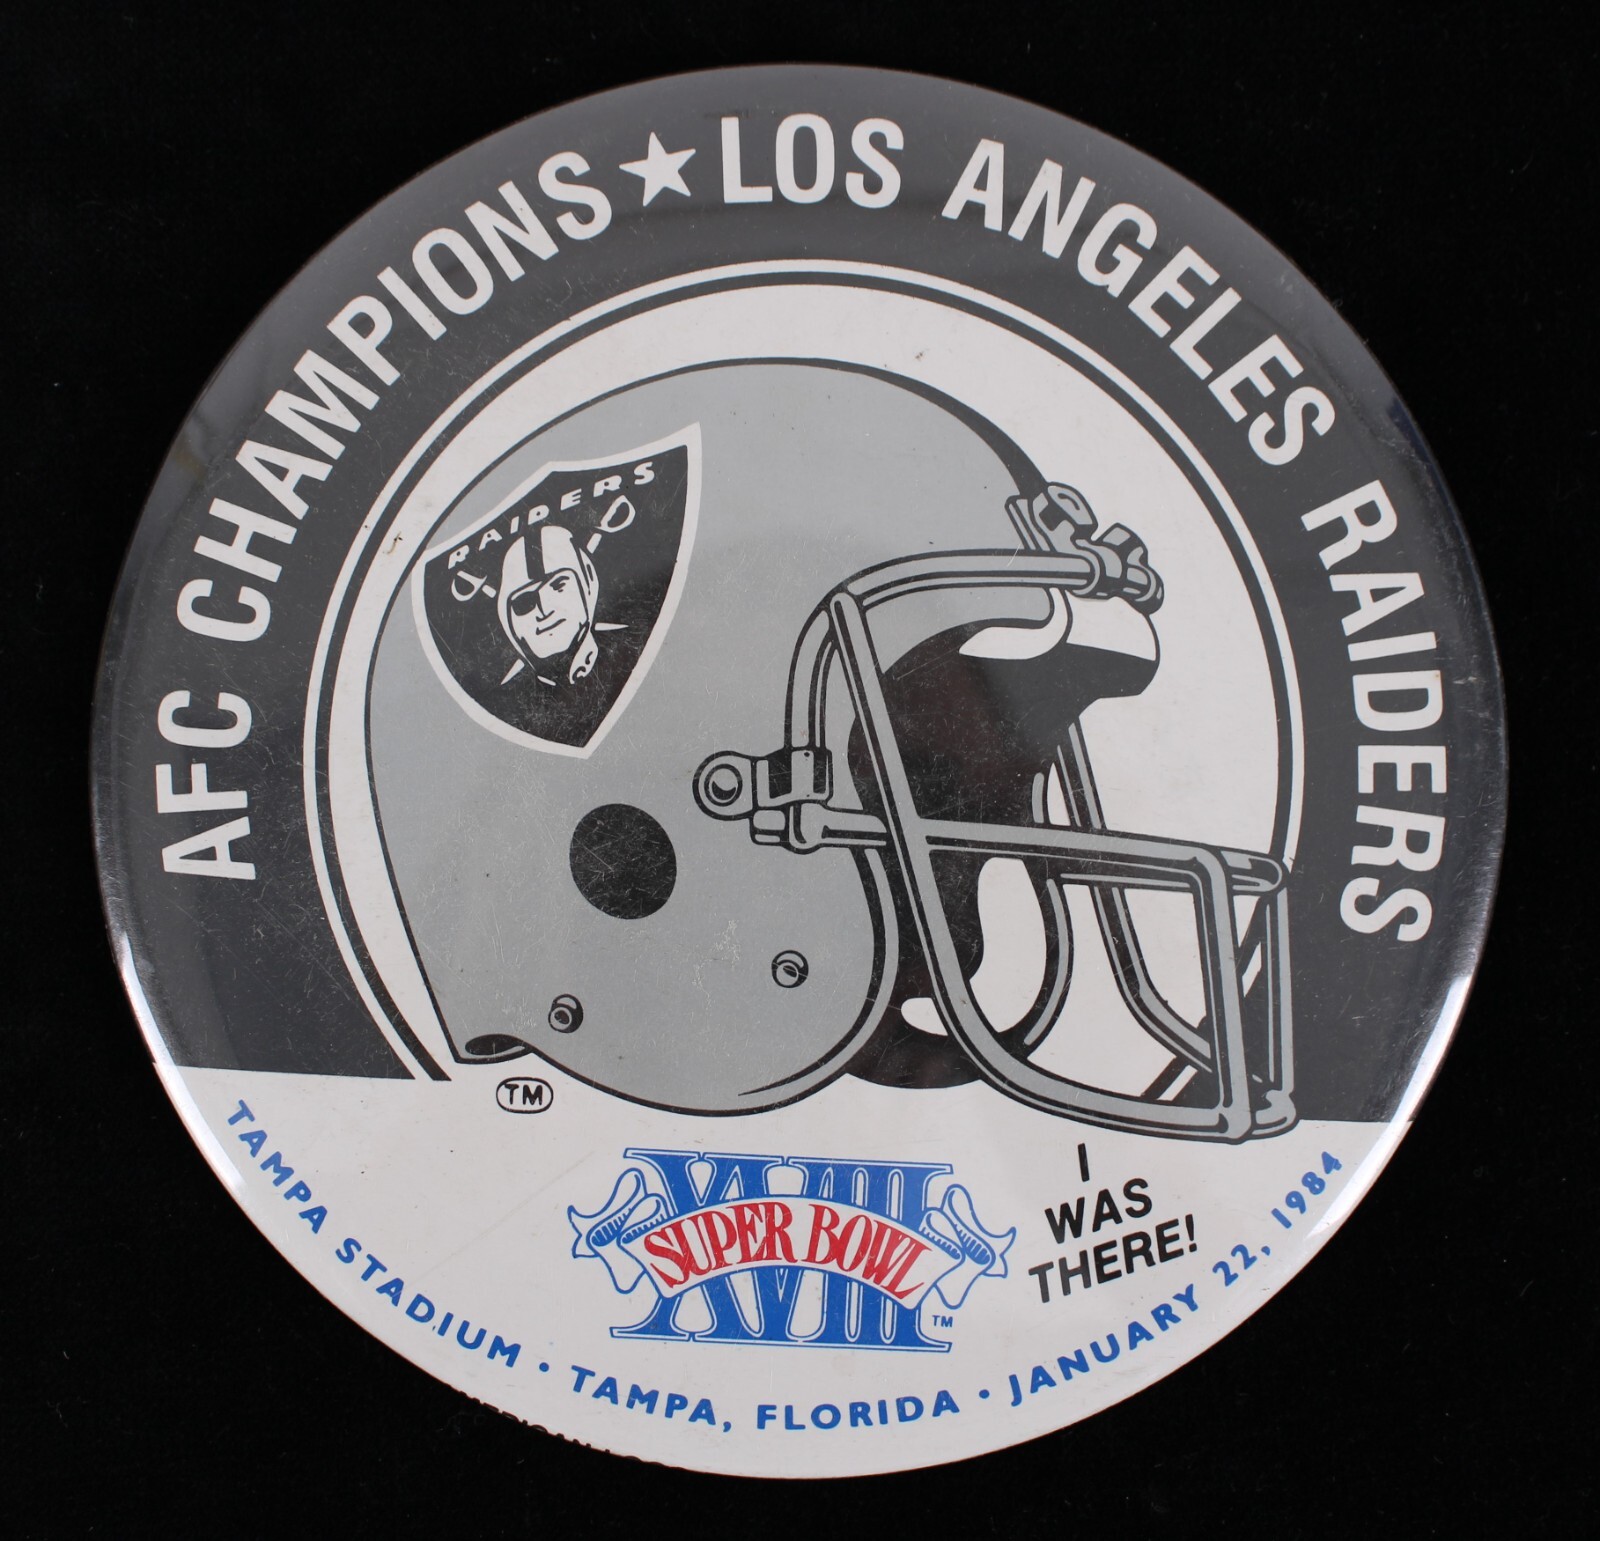 AFC CHAMPIONS ★ LOS ANGELES RAIDERS
RAIDERS
TM
XVIII
SUPER BOWL
TM
I
WAS
THERE!
TAMPA STADIUM • TAMPA, FLORIDA • JANUARY 22, 1984